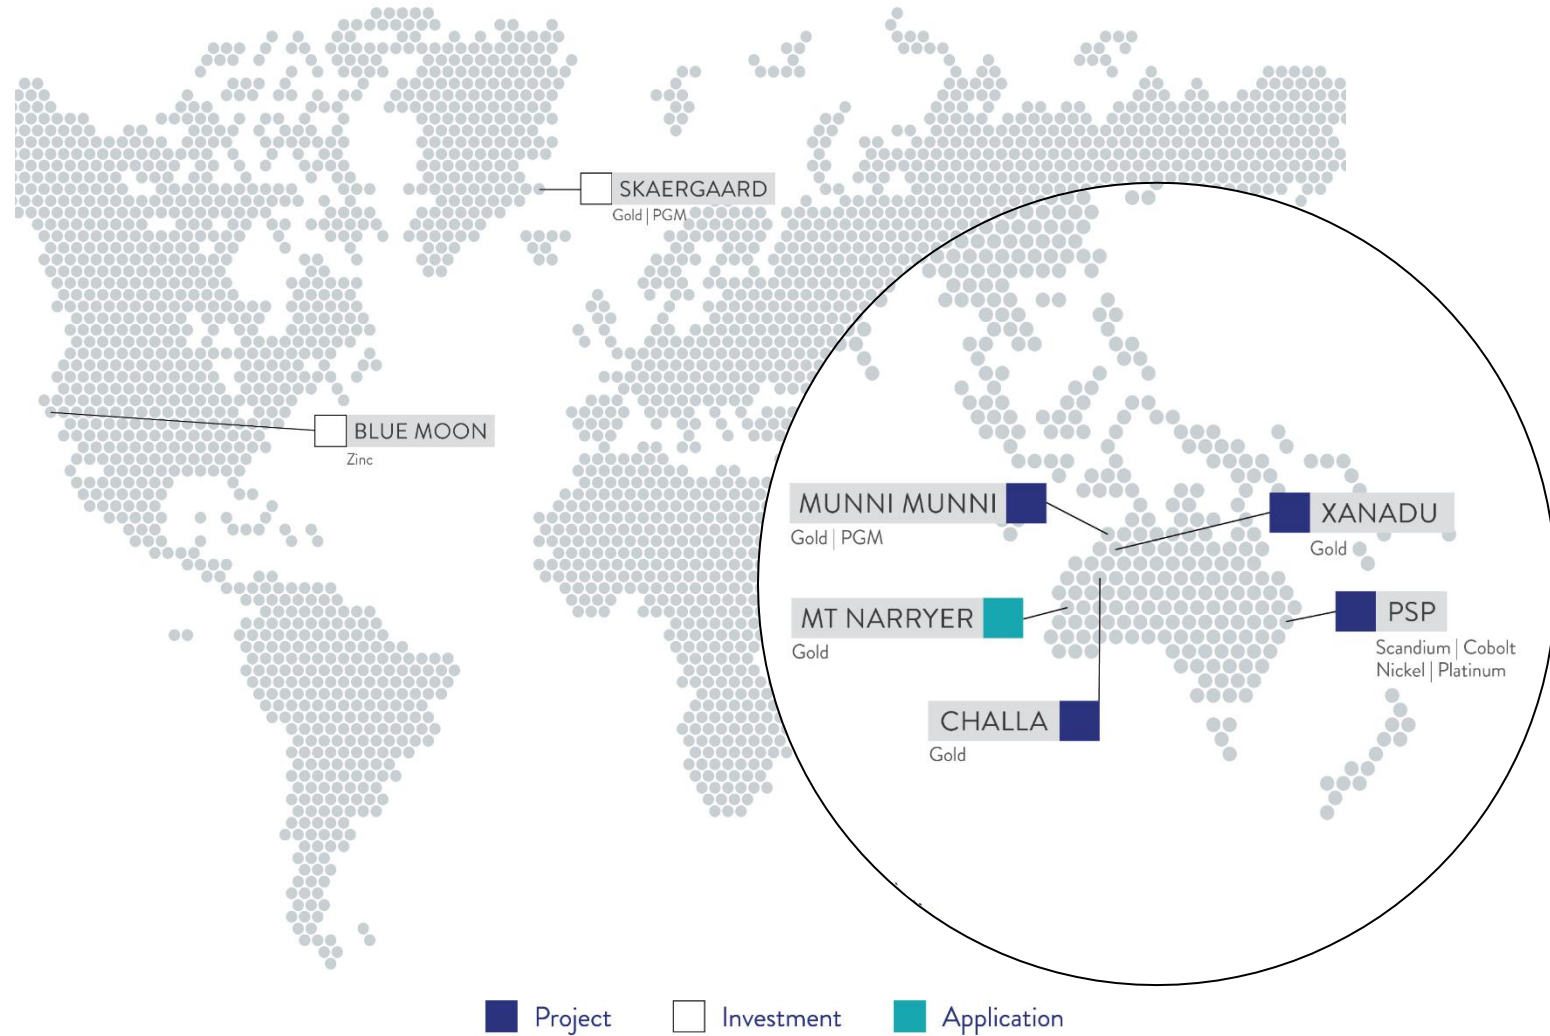 SKAERGAARD
Gold | PGM
BLUE MOON
Zinc
MUNNI MUNNI
Gold | PGM
XANADU
Gold
MT NARRYER
Gold
PSP
Scandium | Cobolt
Nickel | Platinum
CHALLA
Gold
Project
Investment
Application